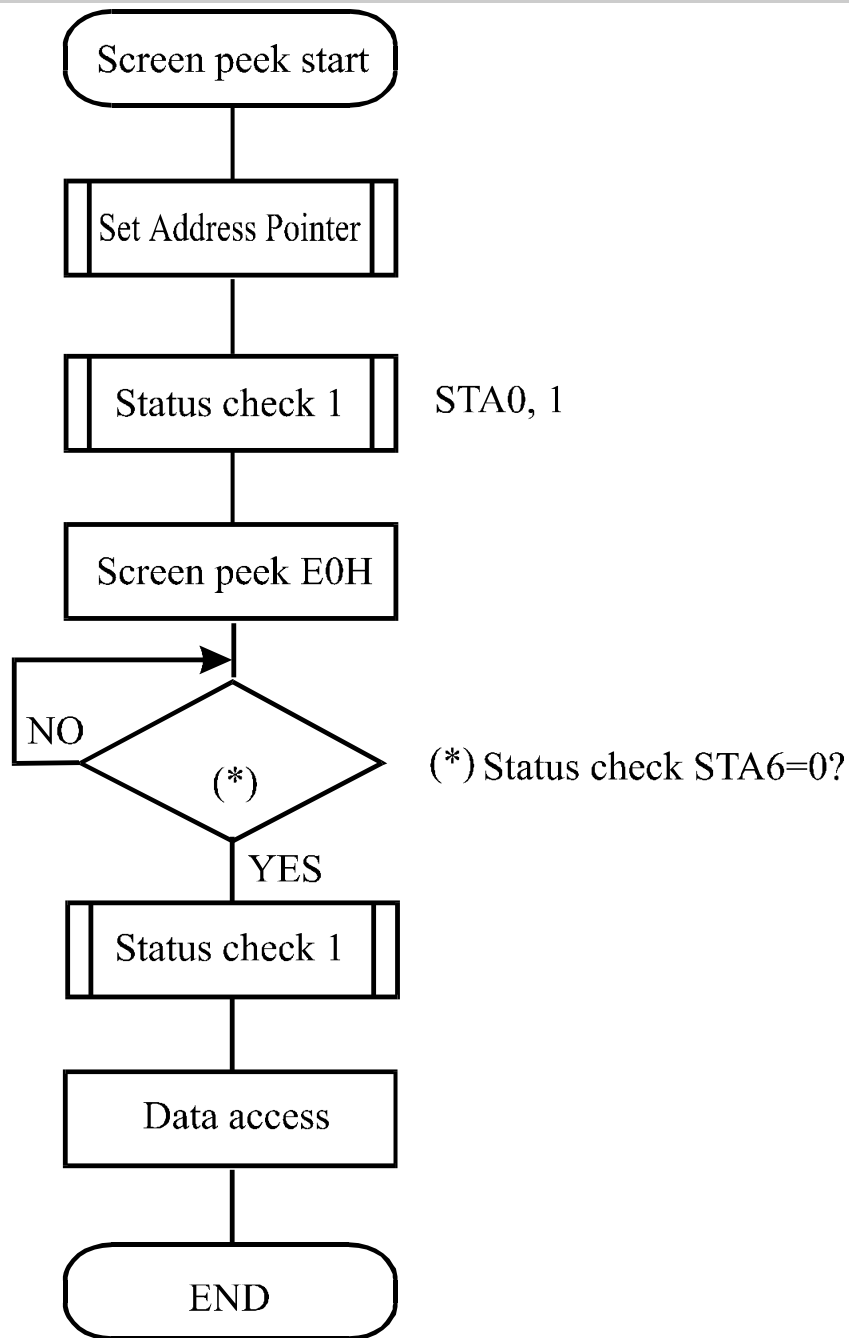 Screen peek start
Set Address Pointer
Status check 1
STA0, 1
Screen peek E0H
NO
(*)
(*) Status check STA6=0?
YES
Status check 1
Data access
END